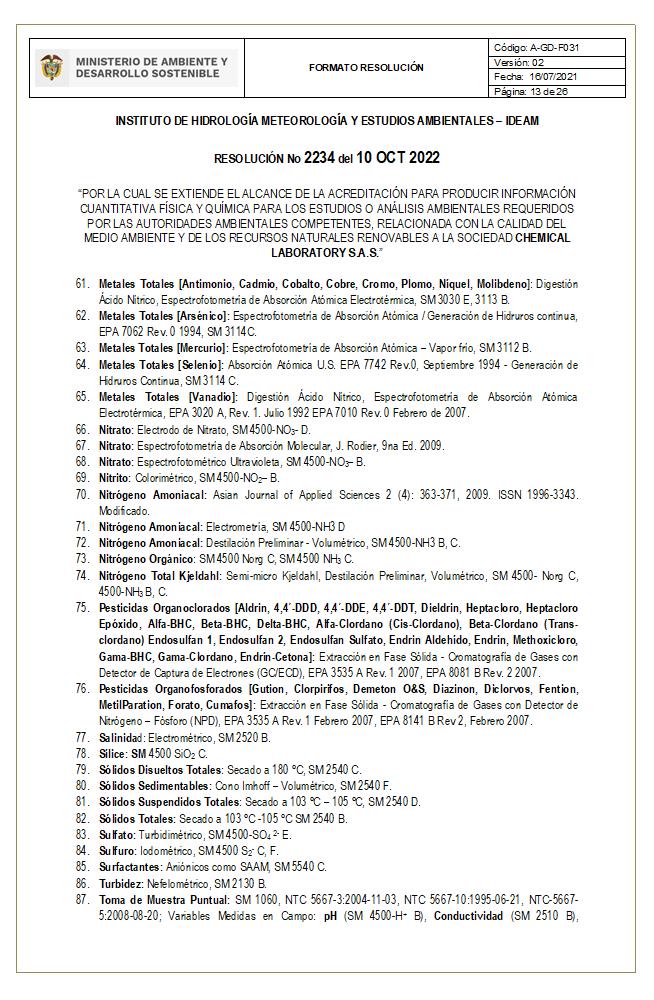 MINISTERIO DE AMBIENTE Y
DESARROLLO SOSTENIBLE
FORMATO RESOLUCIÓN
Código: A-GD-F031
Versión: 02
Fecha: 16/07/2021
Página: 13 de 26
INSTITUTO DE HIDROLOGÍA METEOROLOGÍA Y ESTUDIOS AMBIENTALES – IDEAM
RESOLUCIÓN No 2234 del 10 OCT 2022
“POR LA CUAL SE EXTIENDE EL ALCANCE DE LA ACREDITACIÓN PARA PRODUCIR INFORMACIÓN
CUANTITATIVA FÍSICA Y QUÍMICA PARA LOS ESTUDIOS O ANÁLISIS AMBIENTALES REQUERIDOS
POR LAS AUTORIDADES AMBIENTALES COMPETENTES, RELACIONADA CON LA CALIDAD DEL
MEDIO AMBIENTE Y DE LOS RECURSOS NATURALES RENOVABLES A LA SOCIEDAD CHEMICAL
LABORATORY S.A.S.”
61. Metales Totales [Antimonio, Cadmio, Cobalto, Cobre, Cromo, Plomo, Niquel, Molibdeno]: Digestión
Ácido Nítrico, Espectrofotometría de Absorción Atómica Electrotérmica, SM 3030 E, 3113 B.
62. Metales Totales [Arsénico]: Espectrofotometría de Absorción Atómica / Generación de Hidruros continua,
EPA 7062 Rev. 0 1994, SM 3114C.
63. Metales Totales [Mercurio]: Espectrofotometría de Absorción Atómica – Vapor frío, SM 3112 B.
64. Metales Totales [Selenio]: Absorción Atómica U.S. EPA 7742 Rev.0, Septiembre 1994 - Generación de
Hidruros Continua, SM 3114 C.
65. Metales Totales [Vanadio]: Digestión Ácido Nítrico, Espectrofotometría de Absorción Atómica
Electrotérmica, EPA 3020 A, Rev. 1. Julio 1992 EPA 7010 Rev. 0 Febrero de 2007.
66. Nitrato: Electrodo de Nitrato, SM 4500-NO₃- D.
67. Nitrato: Espectrofotometría de Absorción Molecular, J. Rodier, 9na Ed. 2009.
68. Nitrato: Espectrofotométrico Ultravioleta, SM 4500-NO₃– B.
69. Nitrito: Colorimétrico, SM 4500-NO₂– B.
70. Nitrógeno Amoniacal: Asian Journal of Applied Sciences 2 (4): 363-371, 2009. ISSN 1996-3343.
Modificado.
71. Nitrógeno Amoniacal: Electrometría, SM 4500-NH3 D
72. Nitrógeno Amoniacal: Destilación Preliminar - Volumétrico, SM 4500-NH3 B, C.
73. Nitrógeno Orgánico: SM 4500 Norg C, SM 4500 NH₃ C.
74. Nitrógeno Total Kjeldahl: Semi-micro Kjeldahl, Destilación Preliminar, Volumétrico, SM 4500- Norg C,
4500-NH₃ B, C.
75. Pesticidas Organoclorados [Aldrin, 4,4´-DDD, 4,4´-DDE, 4,4´-DDT, Dieldrin, Heptacloro, Heptacloro
Epóxido, Alfa-BHC, Beta-BHC, Delta-BHC, Alfa-Clordano (Cis-Clordano), Beta-Clordano (Trans-
clordano) Endosulfan 1, Endosulfan 2, Endosulfan Sulfato, Endrin Aldehido, Endrin, Methoxicloro,
Gama-BHC, Gama-Clordano, Endrín-Cetona]: Extracción en Fase Sólida - Cromatografía de Gases con
Detector de Captura de Electrones (GC/ECD), EPA 3535 A Rev. 1 2007, EPA 8081 B Rev. 2 2007.
76. Pesticidas Organofosforados [Gution, Clorpirifos, Demeton O&S, Diazinon, Diclorvos, Fention,
MetilParation, Forato, Cumafos]: Extracción en Fase Sólida - Cromatografía de Gases con Detector de
Nitrógeno – Fósforo (NPD), EPA 3535 A Rev. 1 Febrero 2007, EPA 8141 B Rev 2, Febrero 2007.
77. Salinidad: Electrométrico, SM 2520 B.
78. Sílice: SM 4500 SiO₂ C.
79. Sólidos Disueltos Totales: Secado a 180 °C, SM 2540 C.
80. Sólidos Sedimentables: Cono Imhoff – Volumétrico, SM 2540 F.
81. Sólidos Suspendidos Totales: Secado a 103 °C – 105 °C, SM 2540 D.
82. Sólidos Totales: Secado a 103 °C -105 °C SM 2540 B.
83. Sulfato: Turbidimétrico, SM 4500-SO₄ ²⁻ E.
84. Sulfuro: Iodométrico, SM 4500 S₂⁻ C, F.
85. Surfactantes: Aniónicos como SAAM, SM 5540 C.
86. Turbidez: Nefelométrico, SM 2130 B.
87. Toma de Muestra Puntual: SM 1060, NTC 5667-3:2004-11-03, NTC 5667-10:1995-06-21, NTC-5667-
5:2008-08-20; Variables Medidas en Campo: pH (SM 4500-H⁺ B), Conductividad (SM 2510 B),